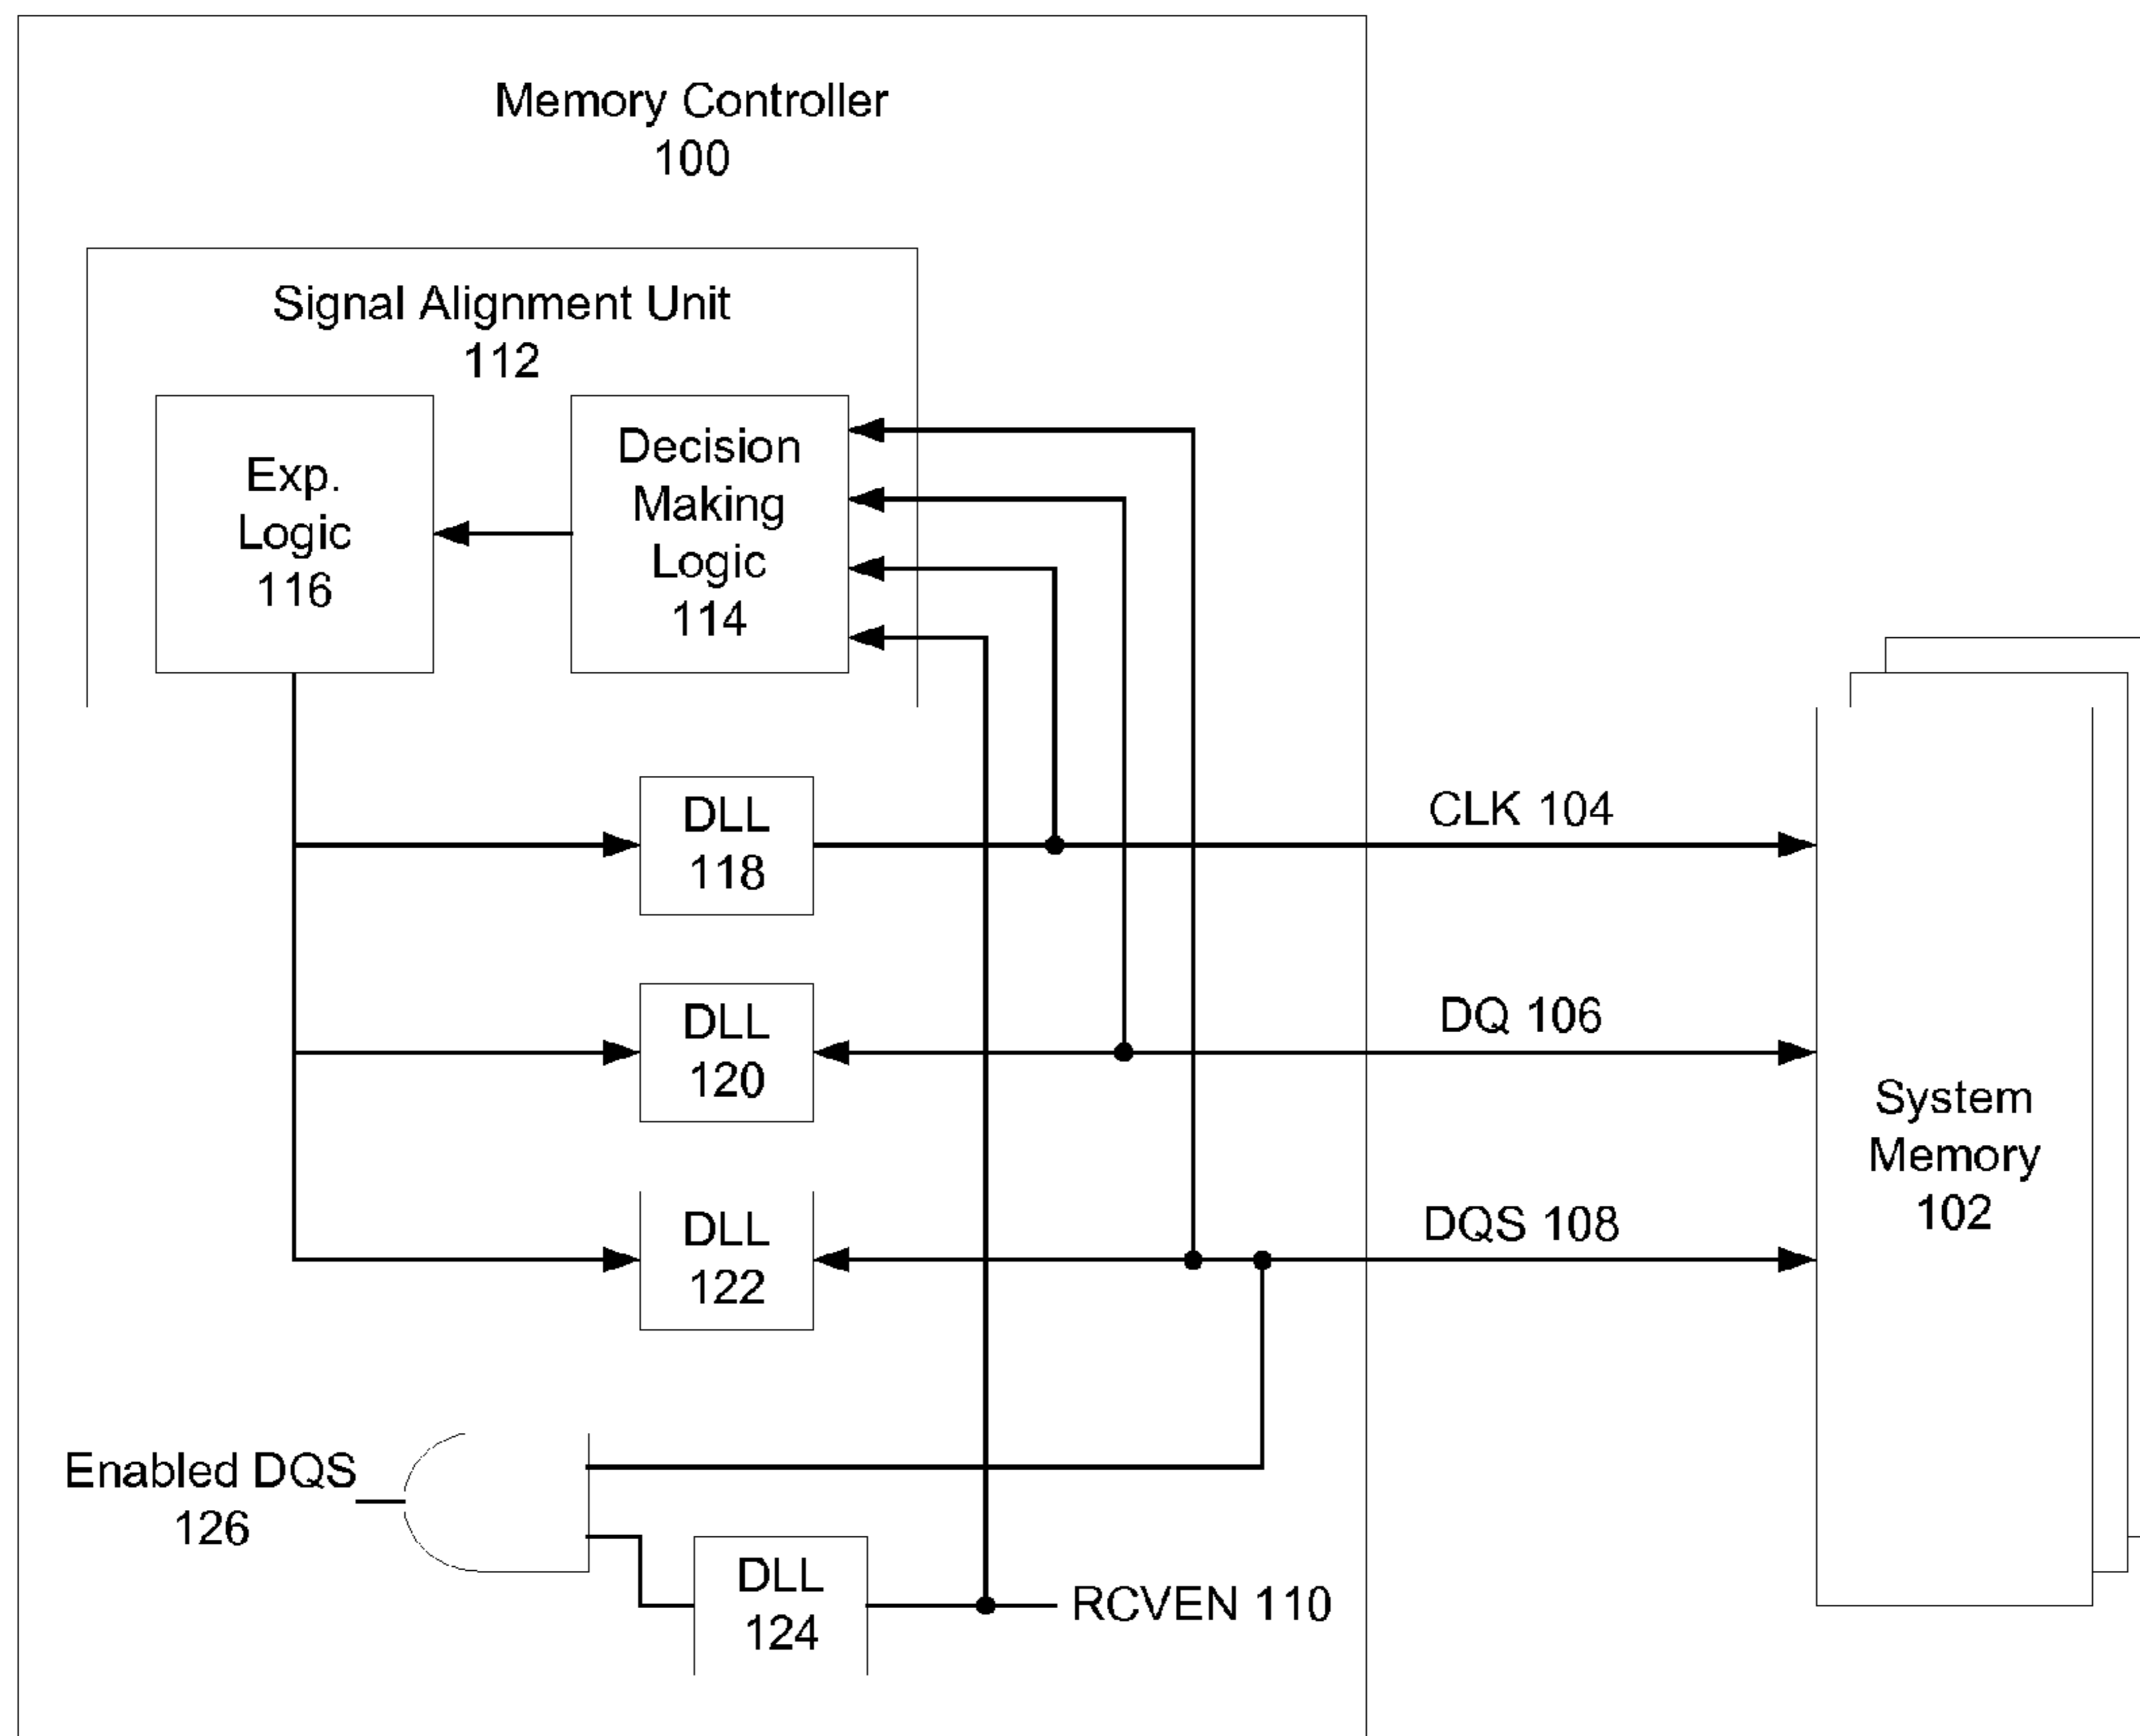 Memory Controller
100
Signal Alignment Unit
112
Exp.
Logic
116
Decision
Making
Logic
114
DLL
118
CLK 104
DLL
120
DQ 106
System
Memory
102
DLL
122
DQS 108
Enabled DQS
126
DLL
124
RCVEN 110